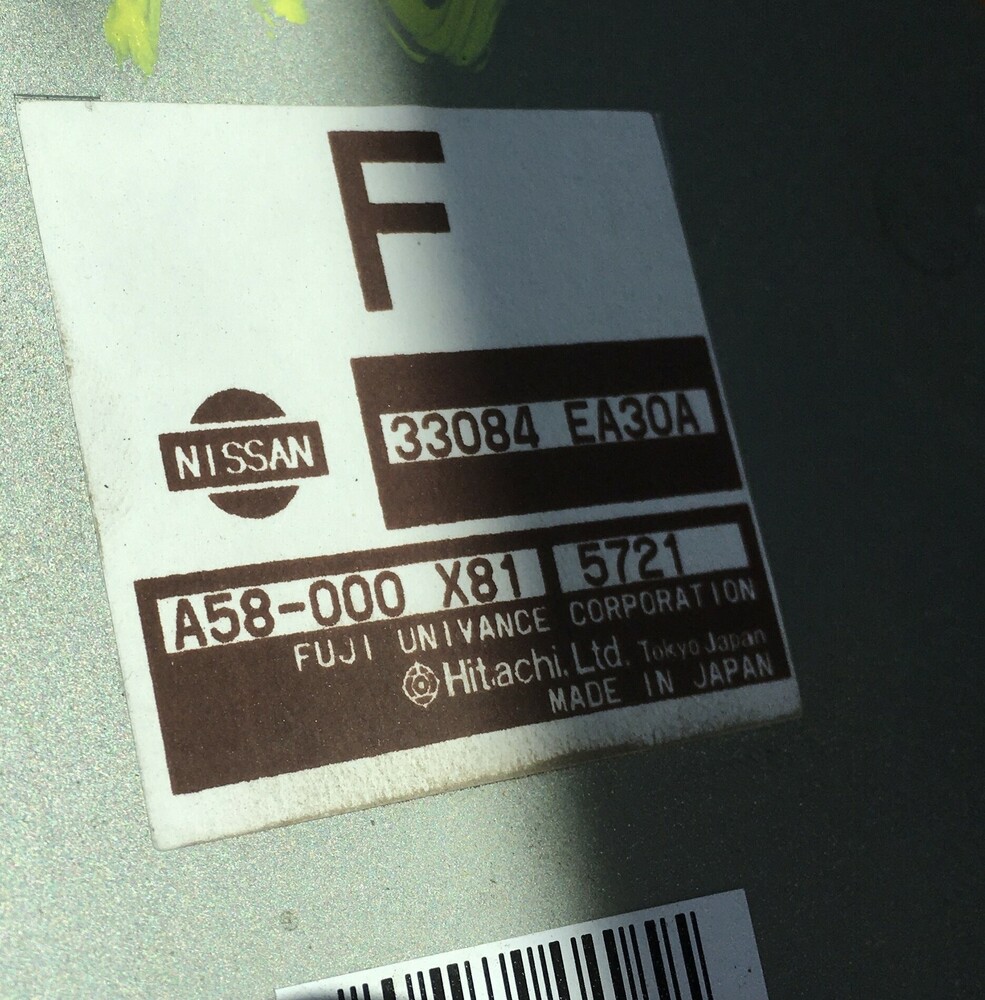 F
NISSAN
33084 EA30A
A58-000 X81 5721
FUJI UNIVANCE CORPORATION
Hitachi, Ltd. Tokyo Japan
MADE IN JAPAN